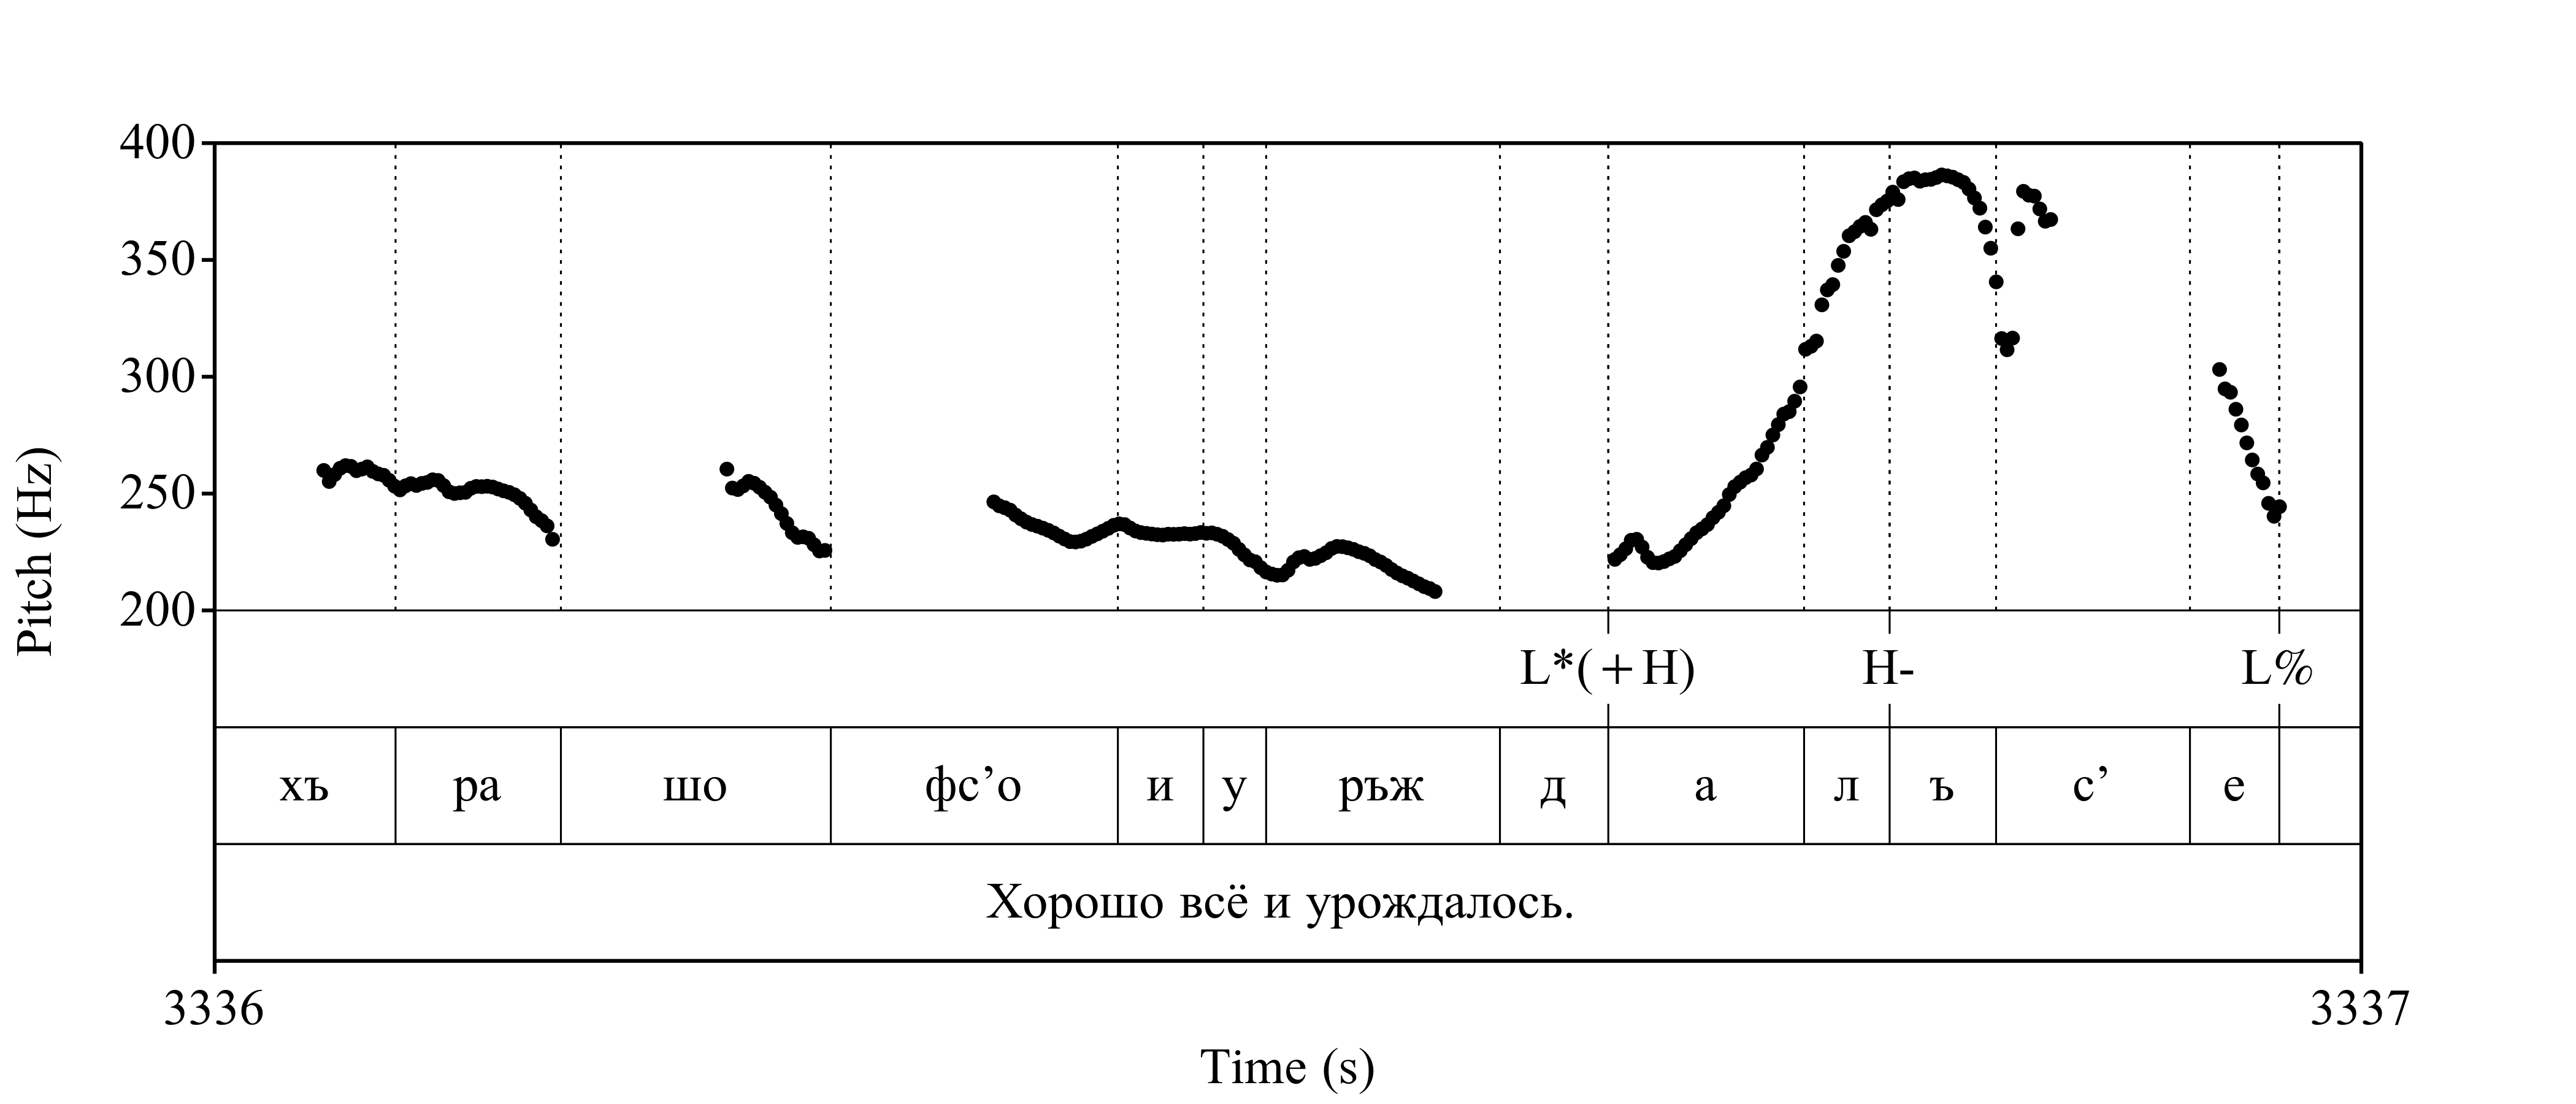 400
350
300
250
200
Pitch (Hz)
L*(+H) H- L%
хъ ра шо фс’о и у ръж д а л ъ с’ е
Хорошо всё и урождалось.
3336 3337
Time (s)